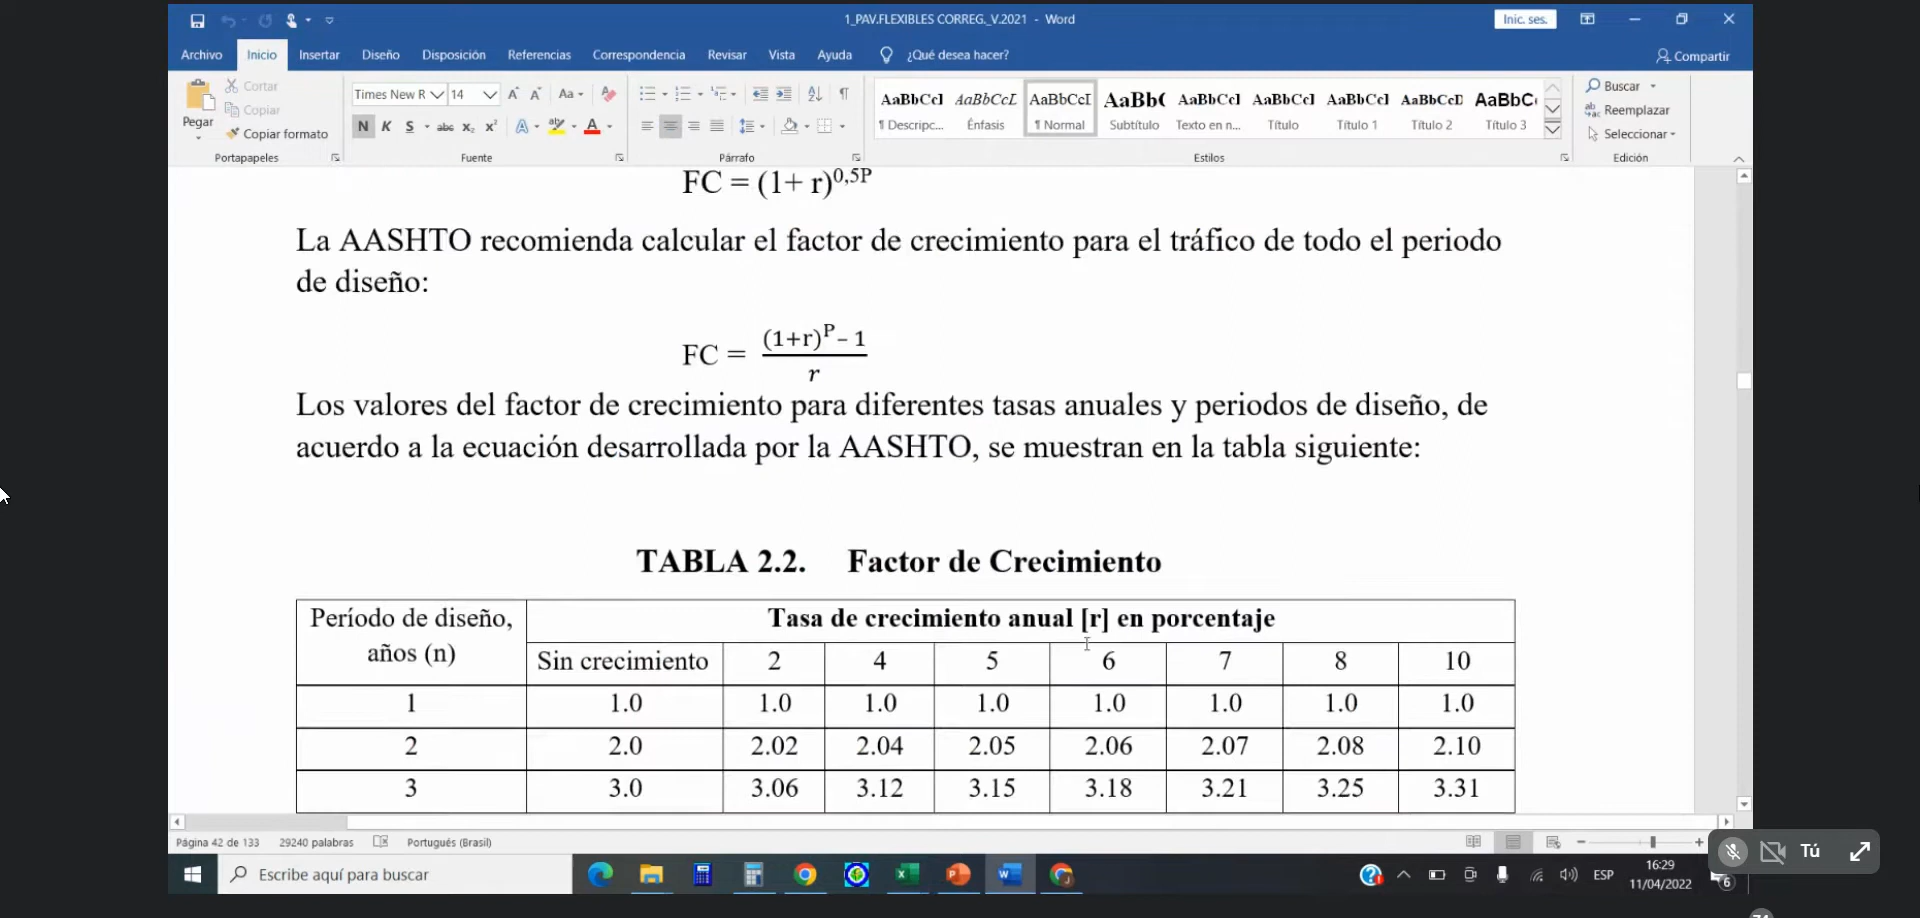 1_PAV.FLEXIBLES CORREG._V.2021 - Word
Inic. ses.
Archivo Inicio Insertar Diseño Disposición Referencias Correspondencia Revisar Vista Ayuda ¿Qué desea hacer? Compartir
Pegar
Cortar
Copiar
Copiar formato
Portapapeles
Times New R 14
N K S abc x₂ x²
Fuente
Párrafo
AaBbCcI AaBbCcL AaBbCcI AaBb( AaBbCcI AaBbCcI AaBbCcI AaBbCcD AaBbC
¶ Descripc... Énfasis ¶ Normal Subtítulo Texto en n... Título Título 1 Título 2 Título 3
Estilos
Buscar
Reemplazar
Seleccionar
Edición
FC = (1+ r)^0,5P
La AASHTO recomienda calcular el factor de crecimiento para el tráfico de todo el periodo
de diseño:
FC = (1+r)^P - 1 / r
Los valores del factor de crecimiento para diferentes tasas anuales y periodos de diseño, de
acuerdo a la ecuación desarrollada por la AASHTO, se muestran en la tabla siguiente:
TABLA 2.2. Factor de Crecimiento
Período de diseño, años (n) Tasa de crecimiento anual [r] en porcentaje
Sin crecimiento 2 4 5 6 7 8 10
1 1.0 1.0 1.0 1.0 1.0 1.0 1.0 1.0
2 2.0 2.02 2.04 2.05 2.06 2.07 2.08 2.10
3 3.0 3.06 3.12 3.15 3.18 3.21 3.25 3.31
Página 42 de 133 29240 palabras Português (Brasil)
Tú
Escribe aquí para buscar
ESP
16:29
11/04/2022
6